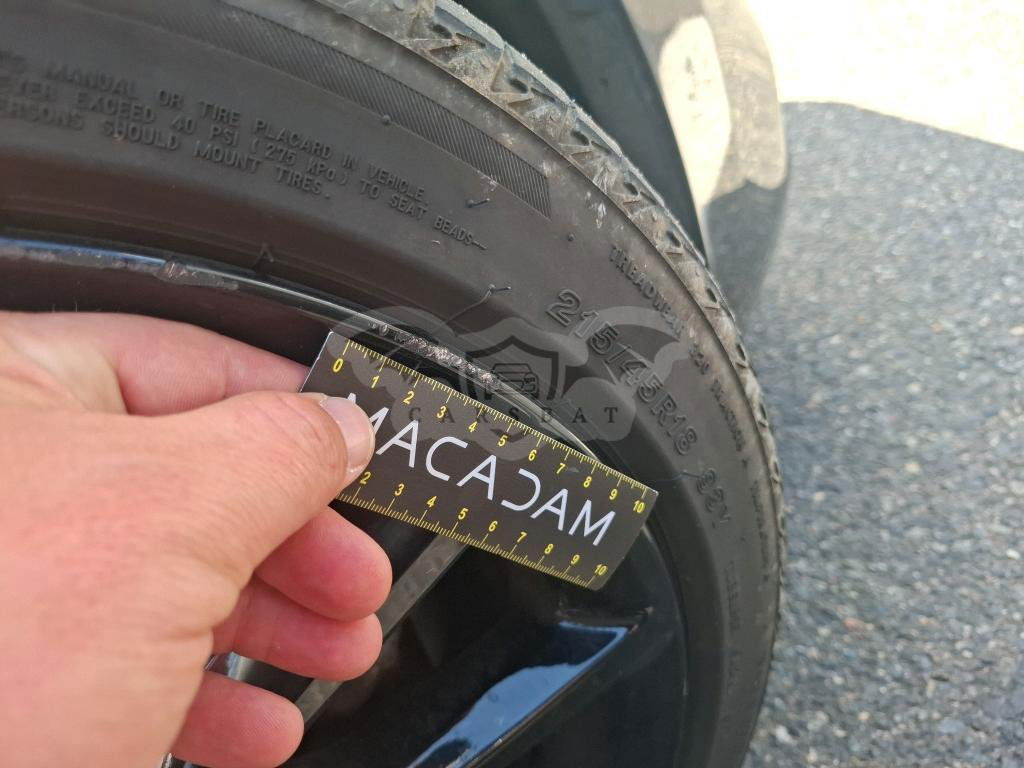 MANUAL OR TIRE PLACARD IN VEHICLE.
EXCEED 40 PSI (275 KPa) TO SEAT BEADS—
SHOULD MOUNT TIRES.
TREADWEAR
215/45R18
CARSBAT
0 1 2 3 4 5 6 7 8 9 10
MACADAM
2 3 4 5 6 7 8 9 10